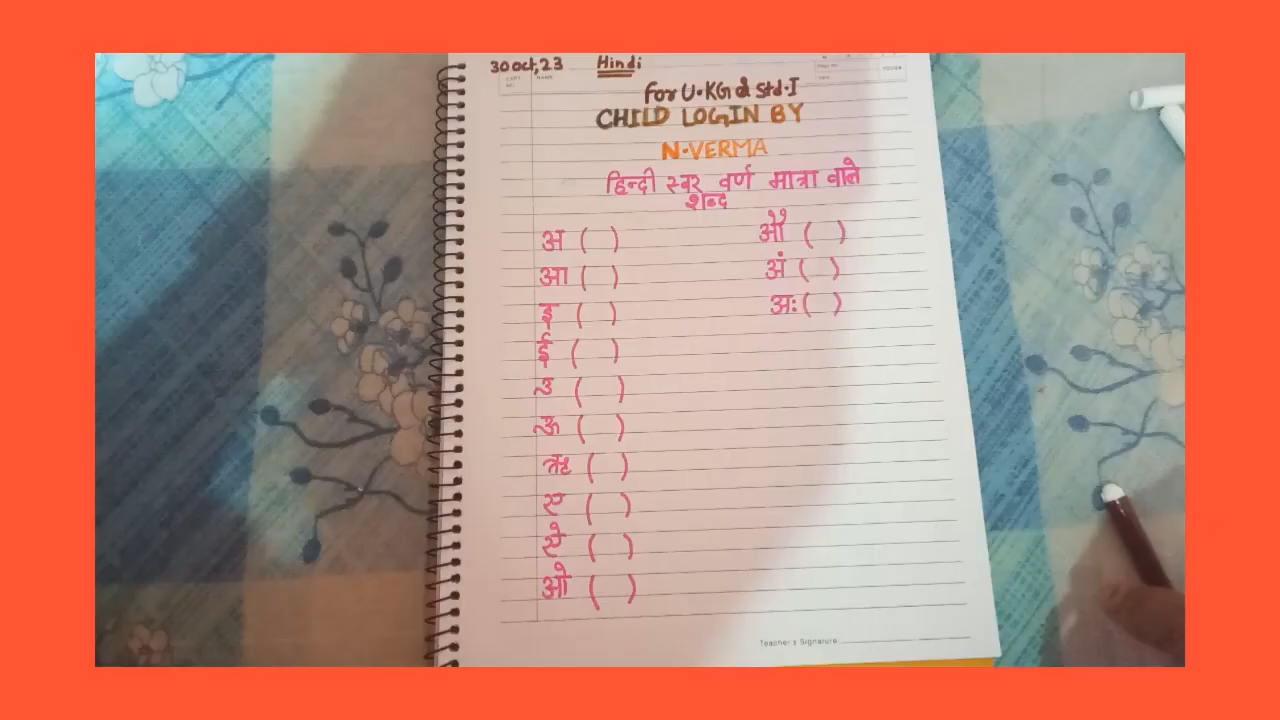 30 Oct, 23 Hindi
For U.KG & Std.I
CHILD LOGIN BY
N.VERMA
हिन्दी स्वर वर्ण मात्रा वाले
शब्द
अ ( )
आ ( )
इ ( )
ई ( )
उ ( )
ऊ ( )
ऋ ( )
ए ( )
ऐ ( )
ओ ( )
औ ( )
अं ( )
अः ( )
Teacher's Signature